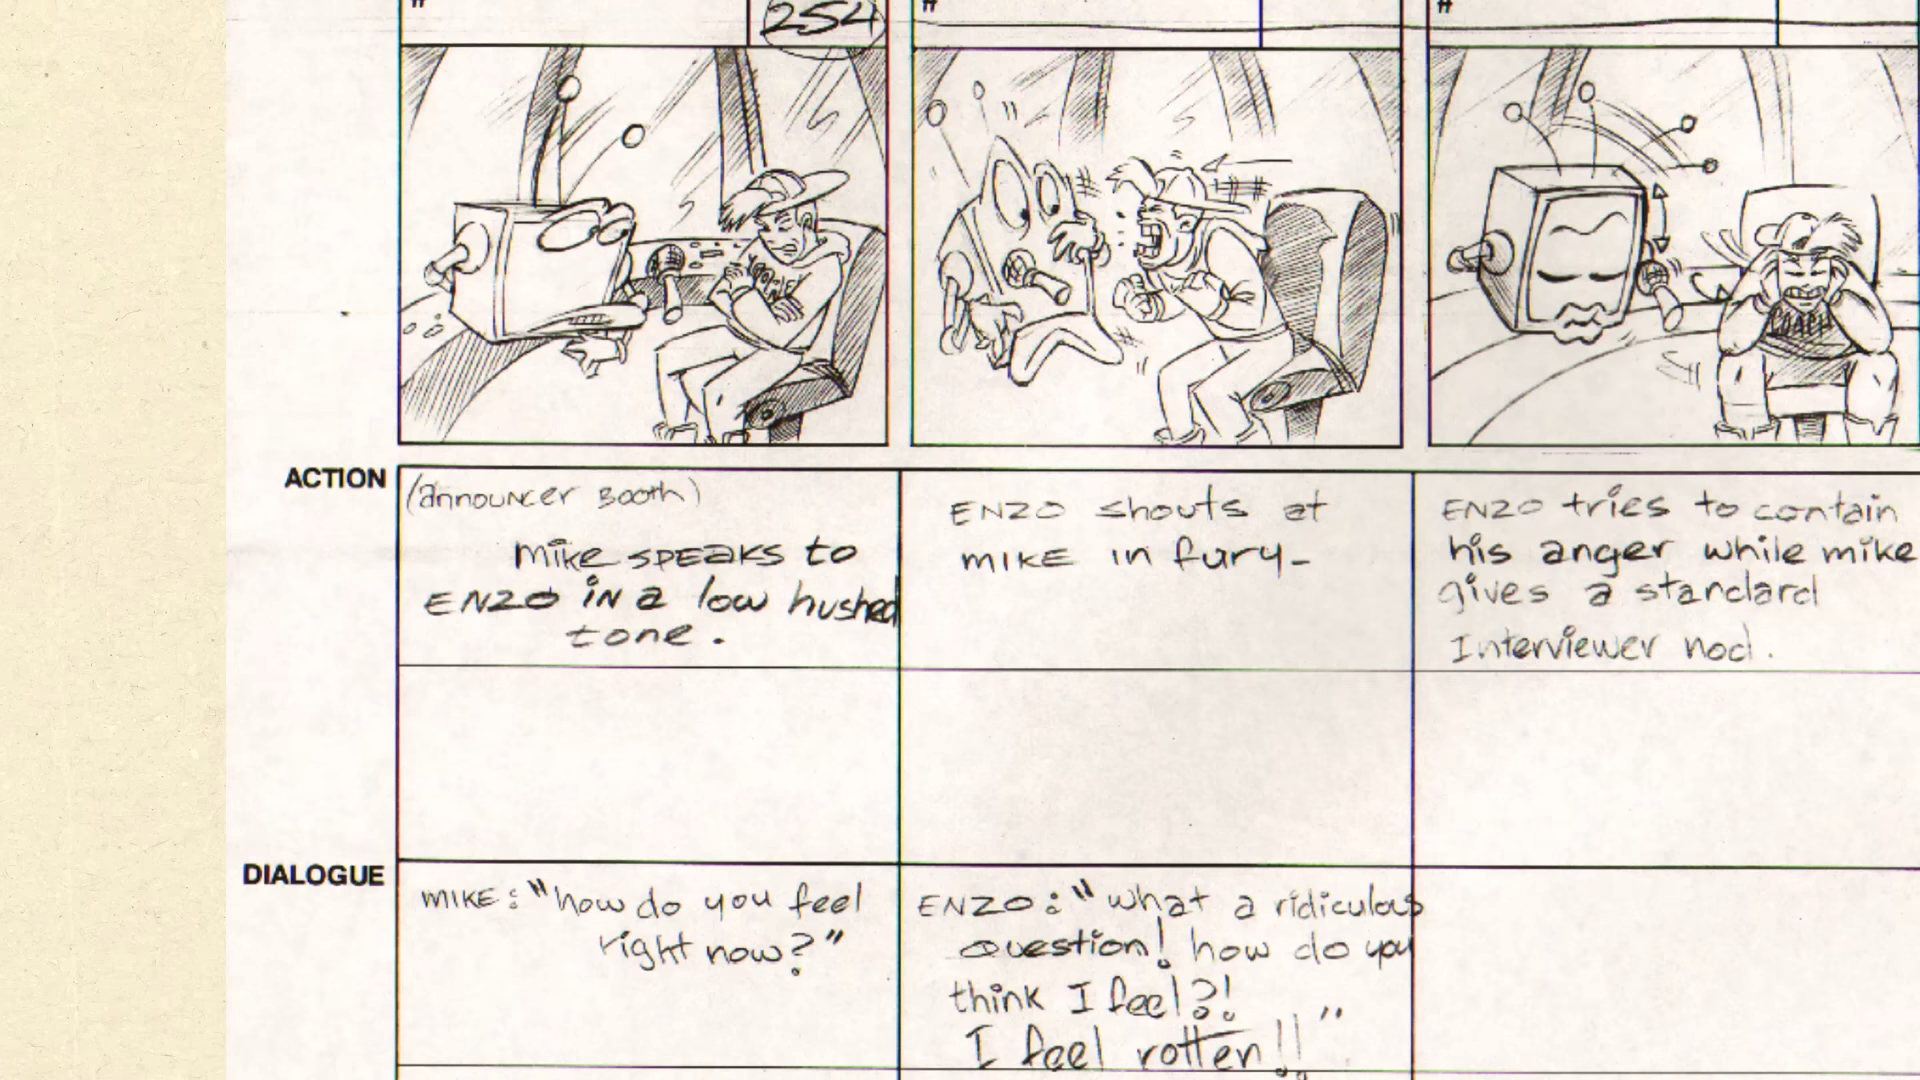 #
254
#
#
COACH
ACTION
(announcer Booth)
mike SPEAKS to
ENZO iN a low hushed
tone.
ENZO shouts at
MIKE in fury-
ENZO tries to contain
his anger while mike
gives a standard
Interviewer nod.
DIALOGUE
MIKE: "how do you feel
right now?"
ENZO: "what a ridiculous
question! how do you
think I feel?!
I feel rotten!!"